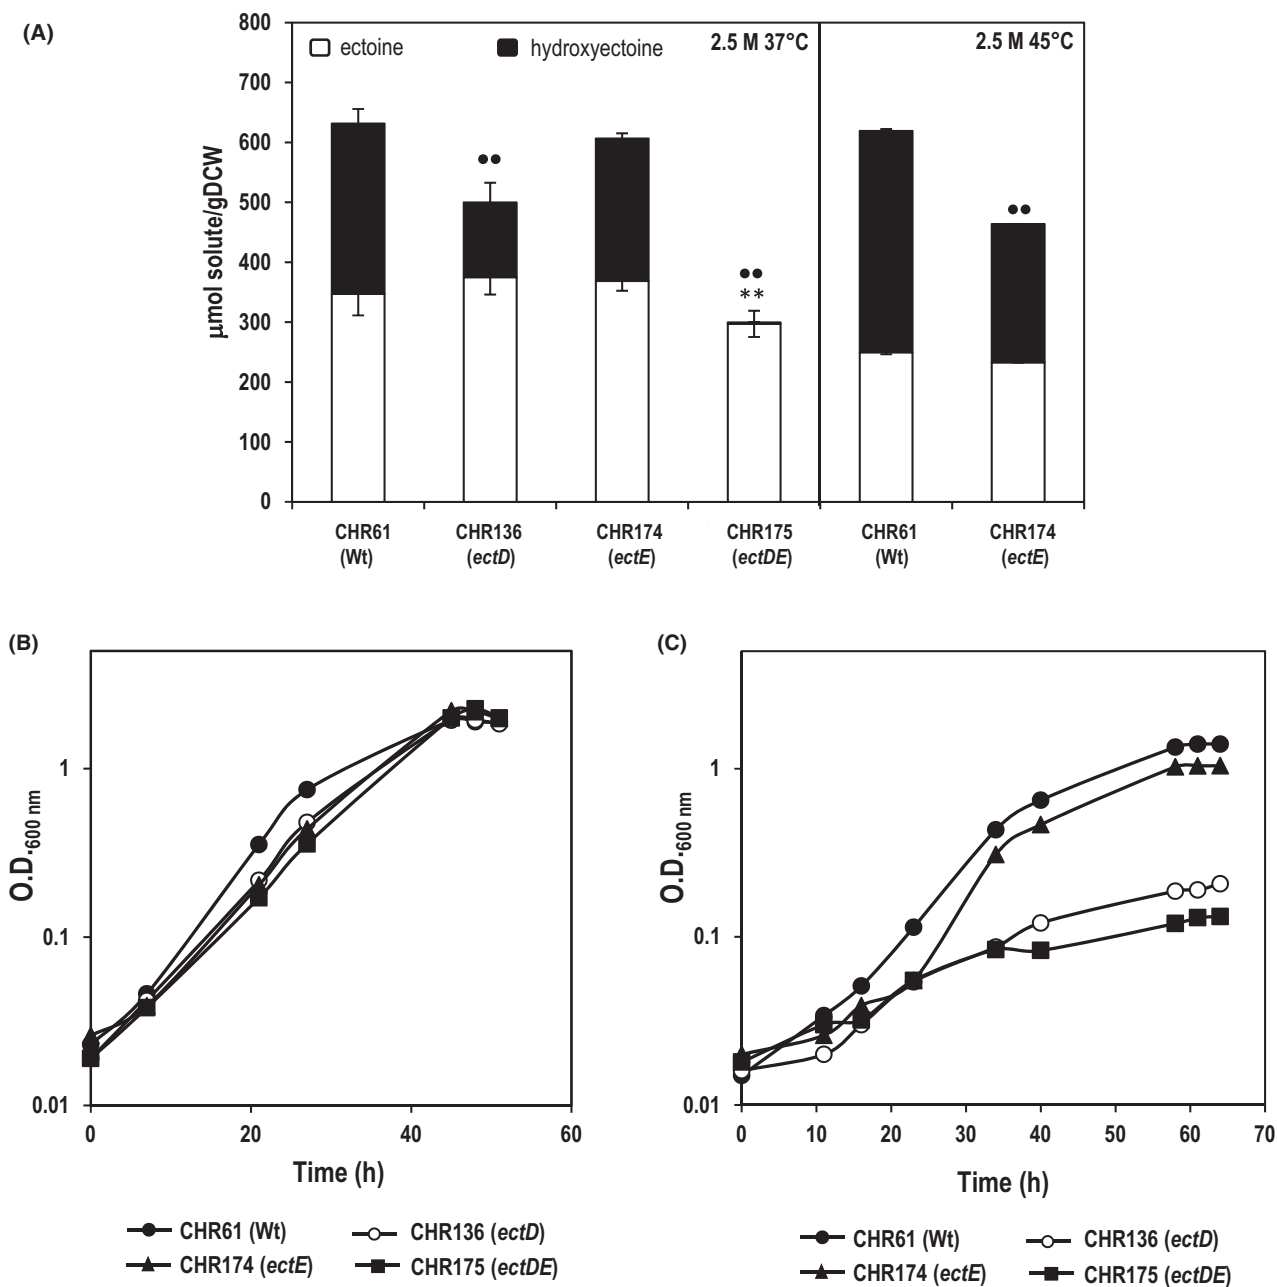 (A)
800
700
600
500
400
300
200
100
0
µmol solute/gDCW
ectoine
hydroxyectoine
2.5 M 37°C
2.5 M 45°C
••
••
**
••
CHR61
(Wt)
CHR136
(ectD)
CHR174
(ectE)
CHR175
(ectDE)
CHR61
(Wt)
CHR174
(ectE)
(B)
1
0.1
0.01
O.D.600 nm
0 20 40 60
Time (h)
CHR61 (Wt)
CHR136 (ectD)
CHR174 (ectE)
CHR175 (ectDE)
(C)
1
0.1
0.01
O.D.600 nm
0 10 20 30 40 50 60 70
Time (h)
CHR61 (Wt)
CHR136 (ectD)
CHR174 (ectE)
CHR175 (ectDE)